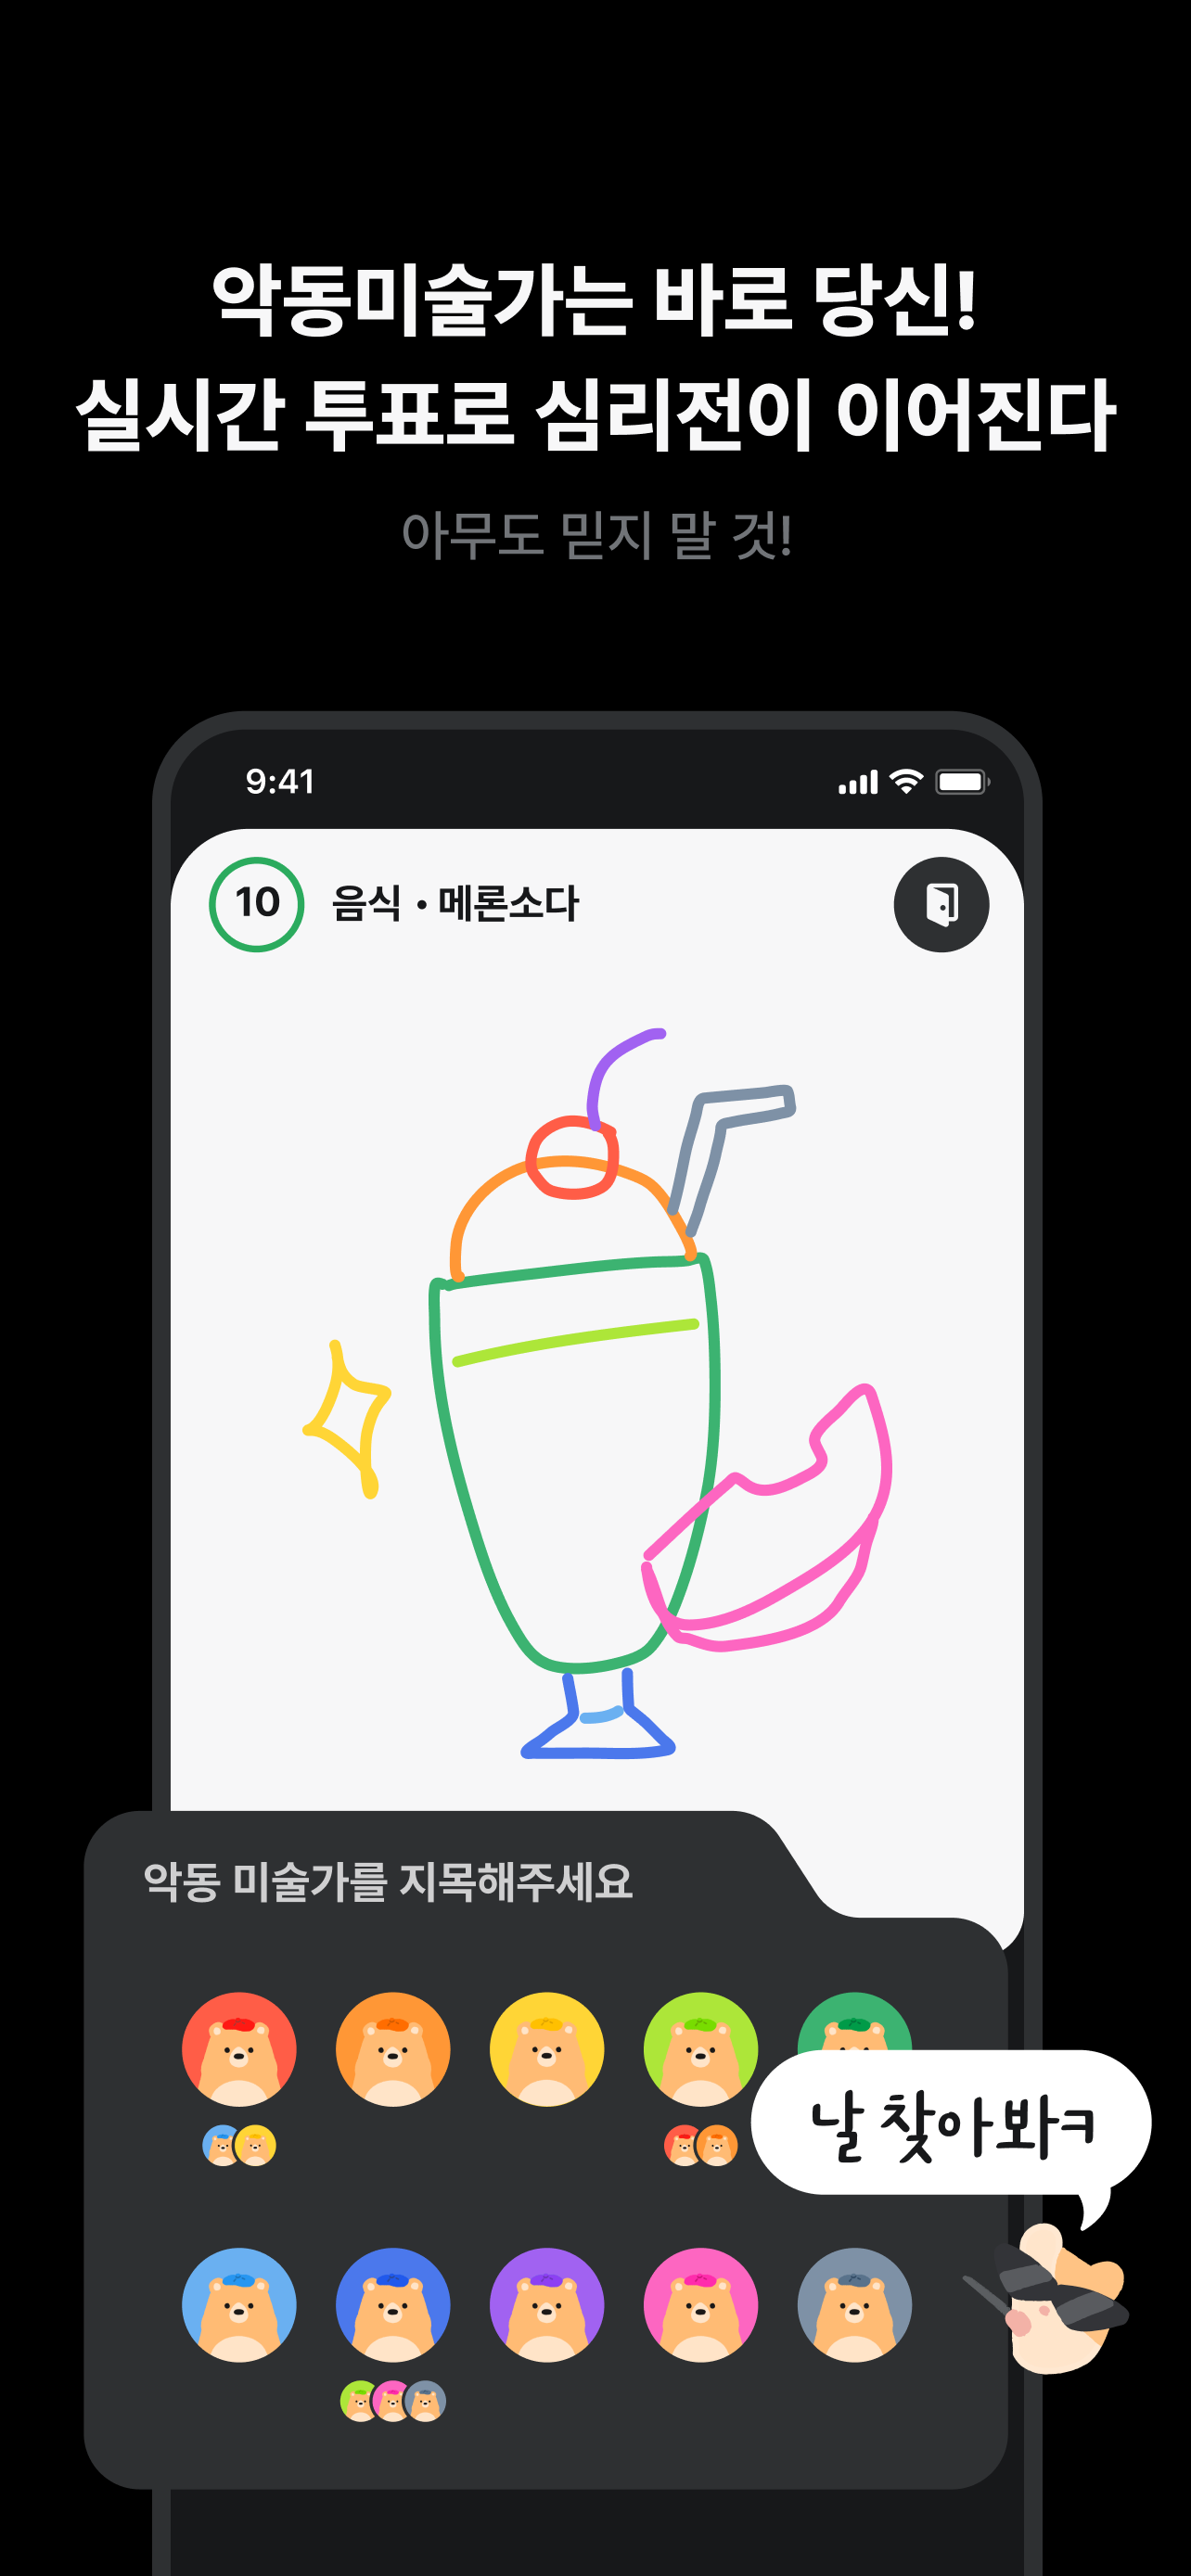 악동미술가는 바로 당신!
실시간 투표로 심리전이 이어진다
아무도 믿지 말 것!
9:41
10 음식 • 메론소다
악동 미술가를 지목해주세요
날 찾아봐ㅋ